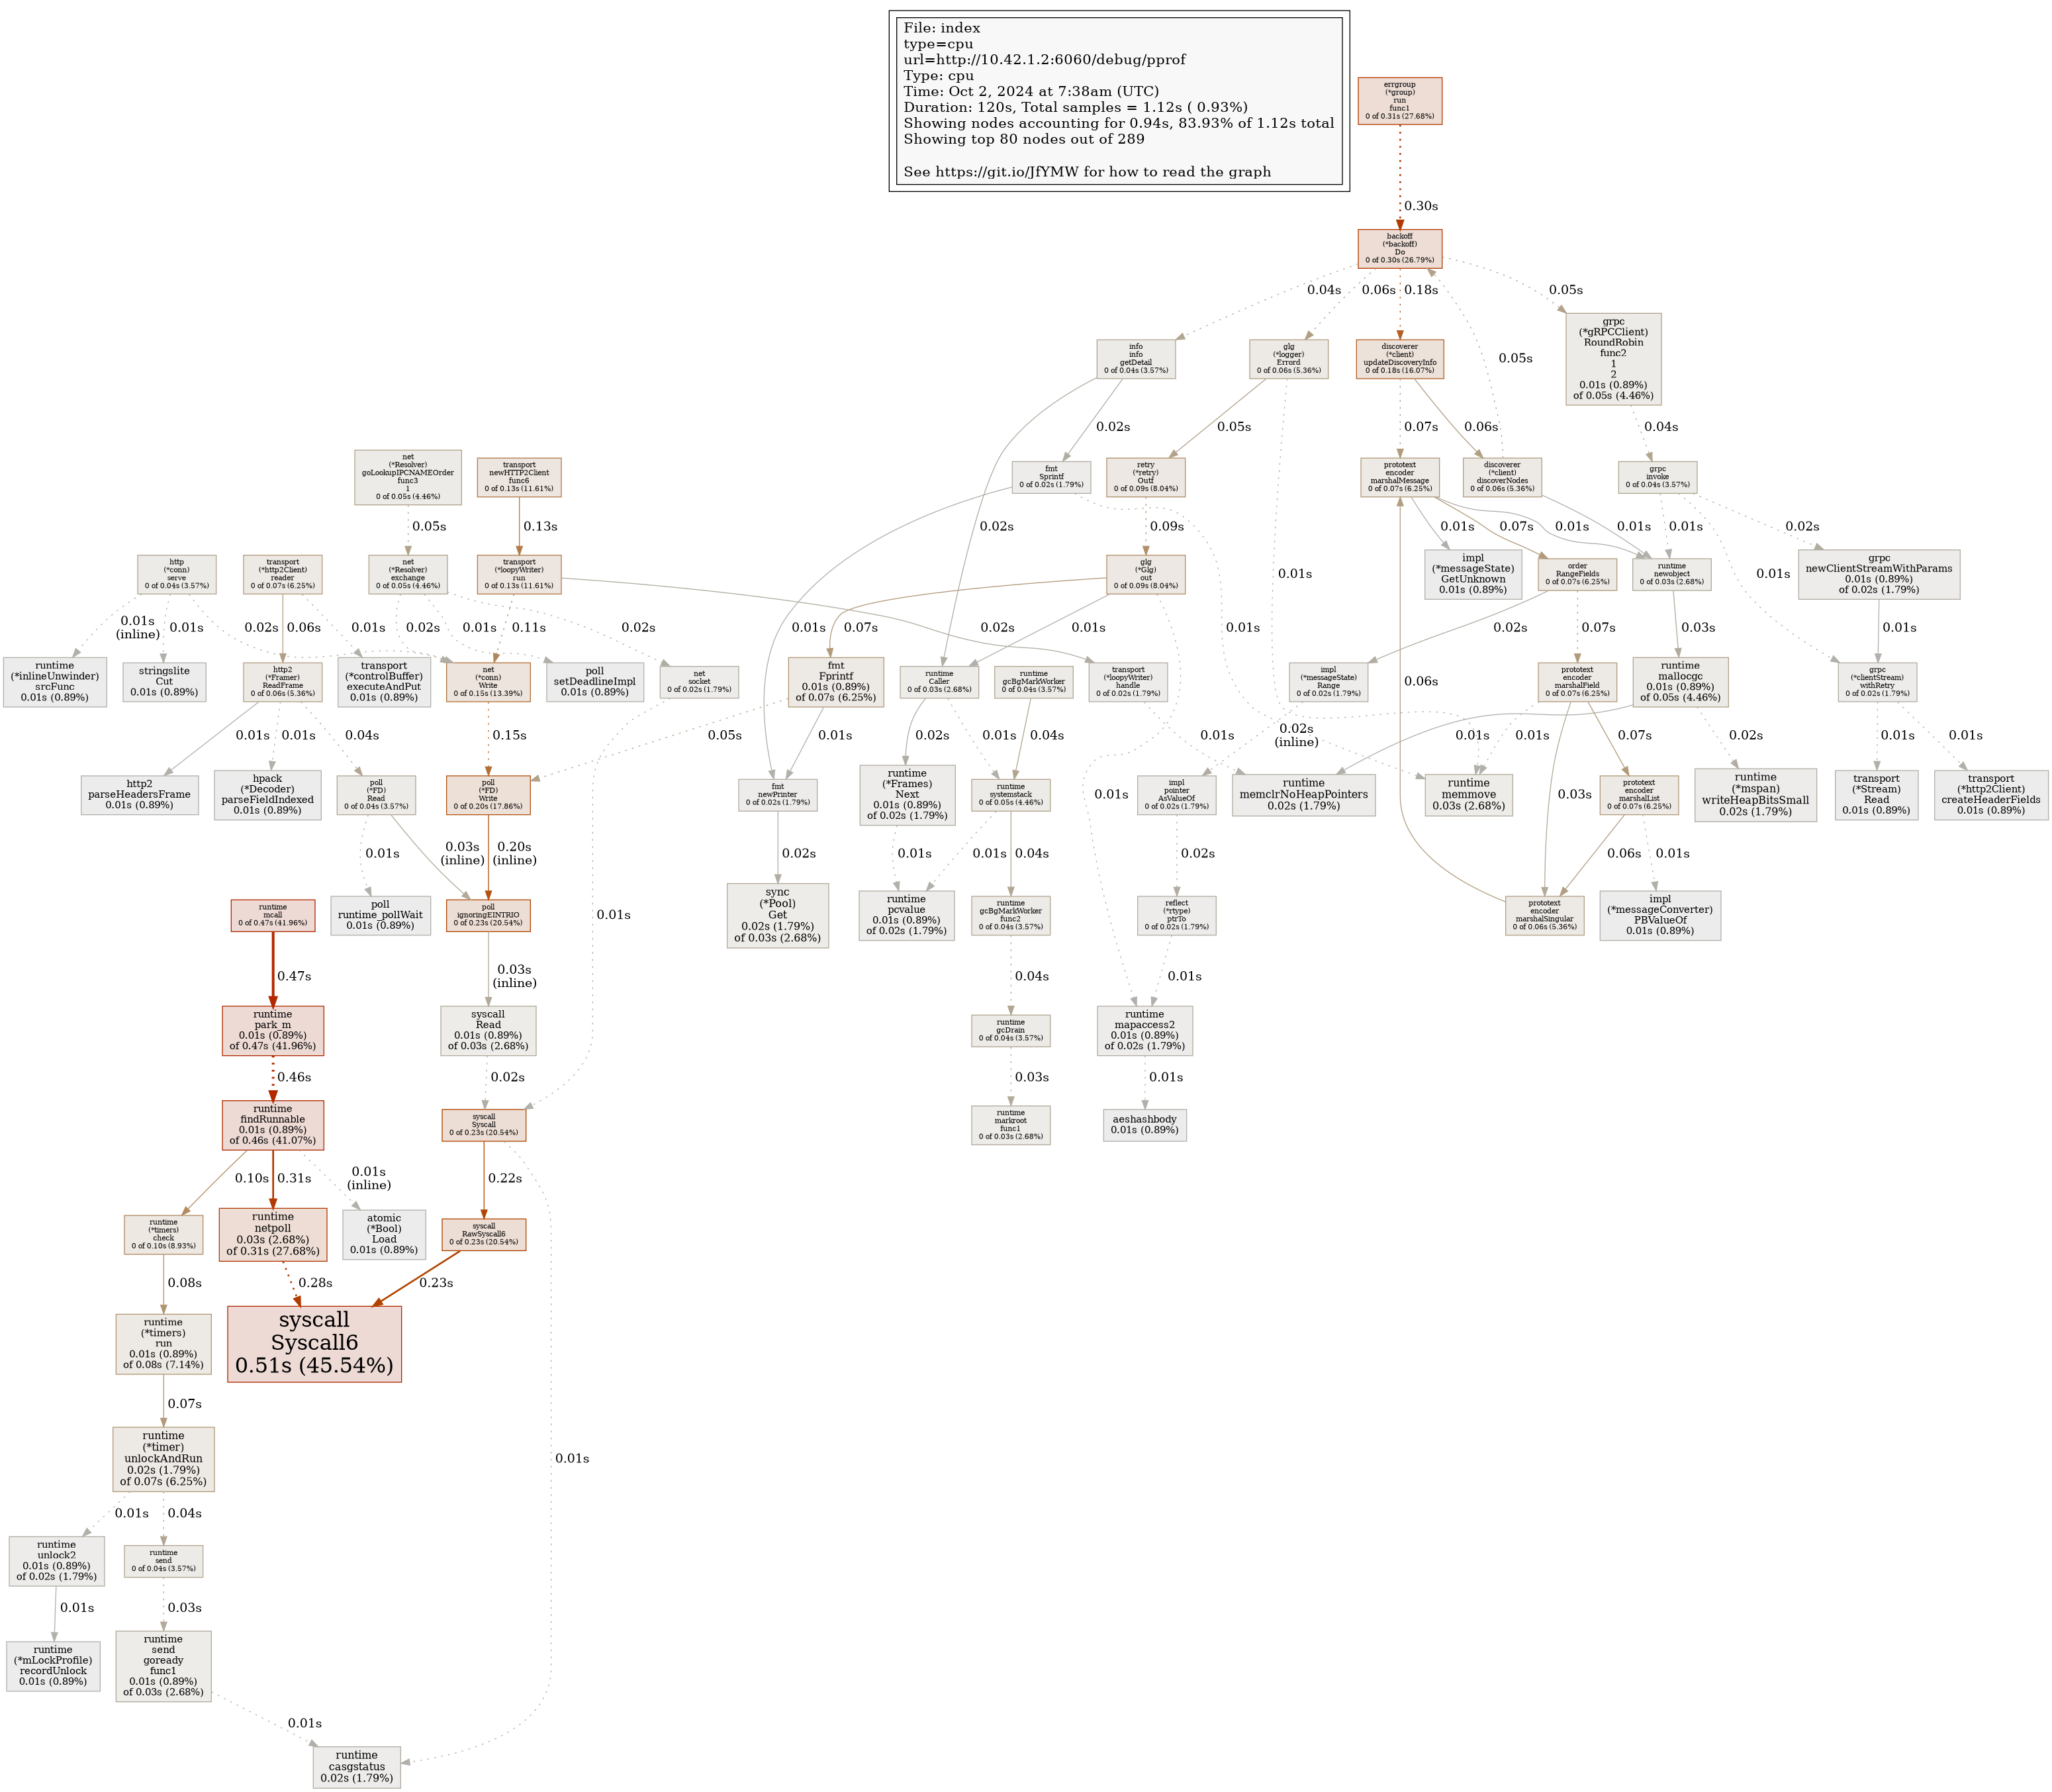 File: index
type=cpu
url=http://10.42.1.2:6060/debug/pprof
Type: cpu
Time: Oct 2, 2024 at 7:38am (UTC)
Duration: 120s, Total samples = 1.12s ( 0.93%)
Showing nodes accounting for 0.94s, 83.93% of 1.12s total
Showing top 80 nodes out of 289
See https://git.io/JfYMW for how to read the graph
errgroup
(*group)
run
func1
0 of 0.31s (27.68%)
0.30s
backoff
(*backoff)
Do
0 of 0.30s (26.79%)
0.04s
0.06s
0.18s
0.05s
0.05s
info
info
getDetail
0 of 0.04s (3.57%)
glg
(*logger)
Errord
0 of 0.06s (5.36%)
discoverer
(*client)
updateDiscoveryInfo
0 of 0.18s (16.07%)
grpc
(*gRPCClient)
RoundRobin
func2
1
2
0.01s (0.89%)
of 0.05s (4.46%)
0.02s
0.05s
0.07s
0.06s
0.04s
net
(*Resolver)
goLookupIPCNAMEOrder
func3
1
0 of 0.05s (4.46%)
transport
newHTTP2Client
func6
0 of 0.13s (11.61%)
fmt
Sprintf
0 of 0.02s (1.79%)
retry
(*retry)
Outf
0 of 0.09s (8.04%)
prototext
encoder
marshalMessage
0 of 0.07s (6.25%)
discoverer
(*client)
discoverNodes
0 of 0.06s (5.36%)
grpc
invoke
0 of 0.04s (3.57%)
0.05s
0.13s
0.02s
0.09s
0.01s
0.07s
0.01s
0.01s
0.01s
0.02s
http
(*conn)
serve
0 of 0.04s (3.57%)
transport
(*http2Client)
reader
0 of 0.07s (6.25%)
net
(*Resolver)
exchange
0 of 0.05s (4.46%)
transport
(*loopyWriter)
run
0 of 0.13s (11.61%)
glg
(*Glg)
out
0 of 0.09s (8.04%)
0.01s
impl
(*messageState)
GetUnknown
0.01s (0.89%)
order
RangeFields
0 of 0.07s (6.25%)
runtime
newobject
0 of 0.03s (2.68%)
0.01s
grpc
newClientStreamWithParams
0.01s (0.89%)
of 0.02s (1.79%)
0.01s
(inline)
0.01s
0.02s
0.06s
0.01s
0.02s
0.01s
0.02s
0.11s
0.02s
0.01s
0.07s
0.01s
0.01s
0.02s
0.07s
0.03s
0.01s
runtime
(*inlineUnwinder)
srcFunc
0.01s (0.89%)
stringslite
Cut
0.01s (0.89%)
http2
(*Framer)
ReadFrame
0 of 0.06s (5.36%)
transport
(*controlBuffer)
executeAndPut
0.01s (0.89%)
net
(*conn)
Write
0 of 0.15s (13.39%)
poll
setDeadlineImpl
0.01s (0.89%)
net
socket
0 of 0.02s (1.79%)
fmt
Fprintf
0.01s (0.89%)
of 0.07s (6.25%)
runtime
Caller
0 of 0.03s (2.68%)
runtime
gcBgMarkWorker
0 of 0.04s (3.57%)
transport
(*loopyWriter)
handle
0 of 0.02s (1.79%)
impl
(*messageState)
Range
0 of 0.02s (1.79%)
prototext
encoder
marshalField
0 of 0.07s (6.25%)
runtime
mallocgc
0.01s (0.89%)
of 0.05s (4.46%)
grpc
(*clientStream)
withRetry
0 of 0.02s (1.79%)
0.06s
0.01s
0.01s
0.04s
0.15s
0.05s
0.01s
0.02s
0.01s
0.04s
0.01s
0.02s
(inline)
0.01s
0.01s
0.03s
0.07s
0.02s
0.01s
0.01s
http2
parseHeadersFrame
0.01s (0.89%)
hpack
(*Decoder)
parseFieldIndexed
0.01s (0.89%)
poll
(*FD)
Read
0 of 0.04s (3.57%)
poll
(*FD)
Write
0 of 0.20s (17.86%)
fmt
newPrinter
0 of 0.02s (1.79%)
runtime
(*Frames)
Next
0.01s (0.89%)
of 0.02s (1.79%)
runtime
systemstack
0 of 0.05s (4.46%)
0.01s
impl
pointer
AsValueOf
0 of 0.02s (1.79%)
runtime
memclrNoHeapPointers
0.02s (1.79%)
runtime
memmove
0.03s (2.68%)
prototext
encoder
marshalList
0 of 0.07s (6.25%)
runtime
(*mspan)
writeHeapBitsSmall
0.02s (1.79%)
transport
(*Stream)
Read
0.01s (0.89%)
transport
(*http2Client)
createHeaderFields
0.01s (0.89%)
0.01s
0.03s
(inline)
0.20s
(inline)
0.01s
0.02s
0.01s
0.01s
0.04s
0.02s
0.06s
0.01s
runtime
mcall
0 of 0.47s (41.96%)
poll
runtime_pollWait
0.01s (0.89%)
poll
ignoringEINTRIO
0 of 0.23s (20.54%)
sync
(*Pool)
Get
0.02s (1.79%)
of 0.03s (2.68%)
runtime
pcvalue
0.01s (0.89%)
of 0.02s (1.79%)
runtime
gcBgMarkWorker
func2
0 of 0.04s (3.57%)
reflect
(*rtype)
ptrTo
0 of 0.02s (1.79%)
prototext
encoder
marshalSingular
0 of 0.06s (5.36%)
impl
(*messageConverter)
PBValueOf
0.01s (0.89%)
0.47s
0.03s
(inline)
0.04s
0.01s
runtime
park_m
0.01s (0.89%)
of 0.47s (41.96%)
syscall
Read
0.01s (0.89%)
of 0.03s (2.68%)
runtime
gcDrain
0 of 0.04s (3.57%)
runtime
mapaccess2
0.01s (0.89%)
of 0.02s (1.79%)
0.46s
0.02s
0.03s
0.01s
runtime
findRunnable
0.01s (0.89%)
of 0.46s (41.07%)
syscall
Syscall
0 of 0.23s (20.54%)
runtime
markroot
func1
0 of 0.03s (2.68%)
aeshashbody
0.01s (0.89%)
0.10s
0.31s
0.01s
(inline)
0.22s
runtime
(*timers)
check
0 of 0.10s (8.93%)
runtime
netpoll
0.03s (2.68%)
of 0.31s (27.68%)
atomic
(*Bool)
Load
0.01s (0.89%)
syscall
RawSyscall6
0 of 0.23s (20.54%)
0.08s
0.28s
0.23s
runtime
(*timers)
run
0.01s (0.89%)
of 0.08s (7.14%)
syscall
Syscall6
0.51s (45.54%)
0.07s
0.01s
runtime
(*timer)
unlockAndRun
0.02s (1.79%)
of 0.07s (6.25%)
0.01s
0.04s
runtime
unlock2
0.01s (0.89%)
of 0.02s (1.79%)
runtime
send
0 of 0.04s (3.57%)
0.01s
0.03s
runtime
(*mLockProfile)
recordUnlock
0.01s (0.89%)
runtime
send
goready
func1
0.01s (0.89%)
of 0.03s (2.68%)
0.01s
runtime
casgstatus
0.02s (1.79%)